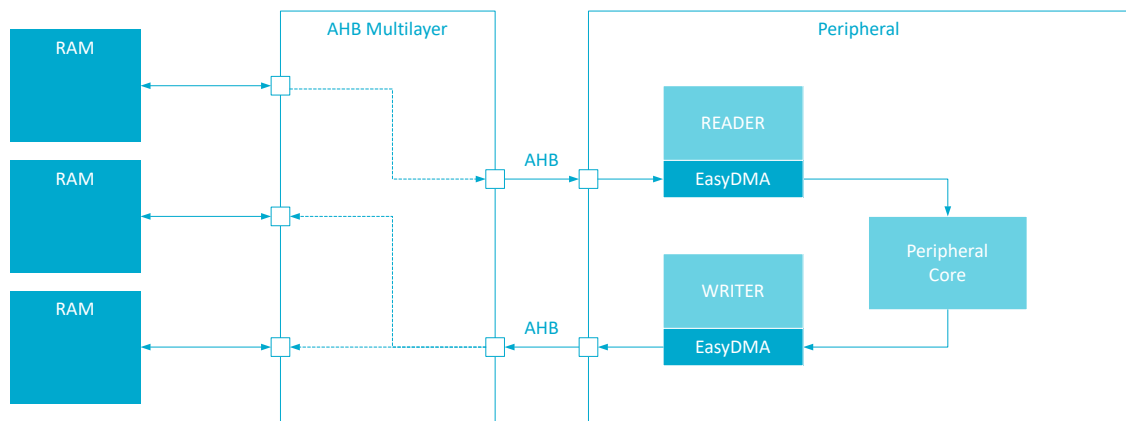 AHB Multilayer
Peripheral
RAM
READER
AHB
EasyDMA
RAM
Peripheral
Core
WRITER
RAM
AHB
EasyDMA